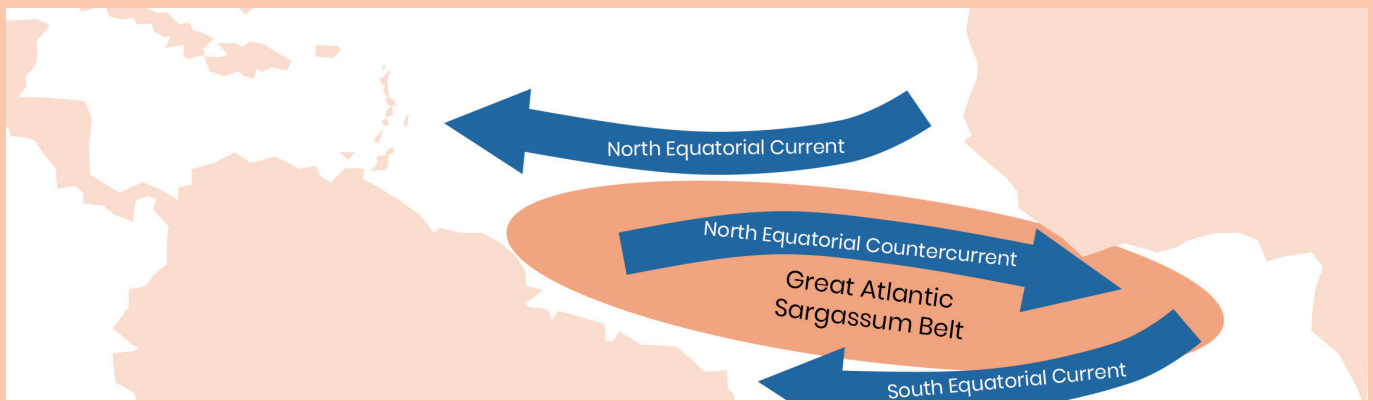 North Equatorial Current
North Equatorial Countercurrent
Great Atlantic
Sargassum Belt
South Equatorial Current